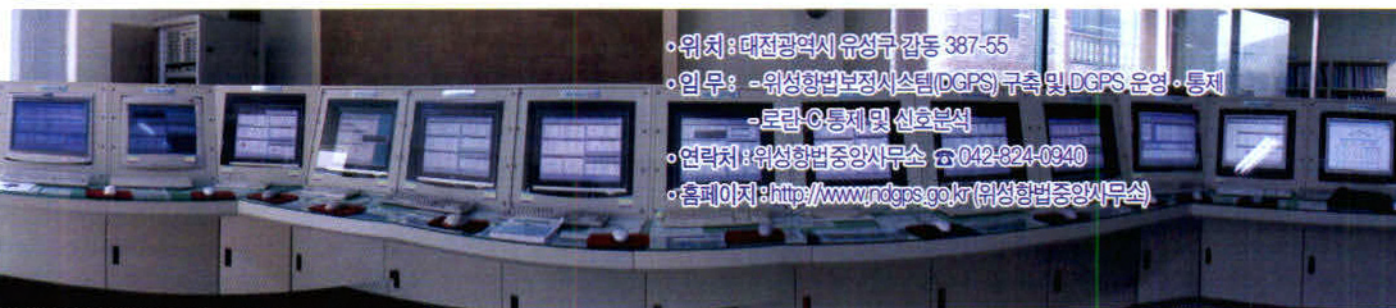 • 위 치 : 대전광역시 유성구 갑동 387-55
• 임 무 : - 위성항법보정시스템(DGPS) 구축 및 DGPS 운영 · 통제
- 로란-C 통제 및 신호분석
• 연락처 : 위성항법중앙사무소 ☎ 042-824-0940
• 홈페이지 : http://www.ndgps.go.kr (위성항법중앙사무소)